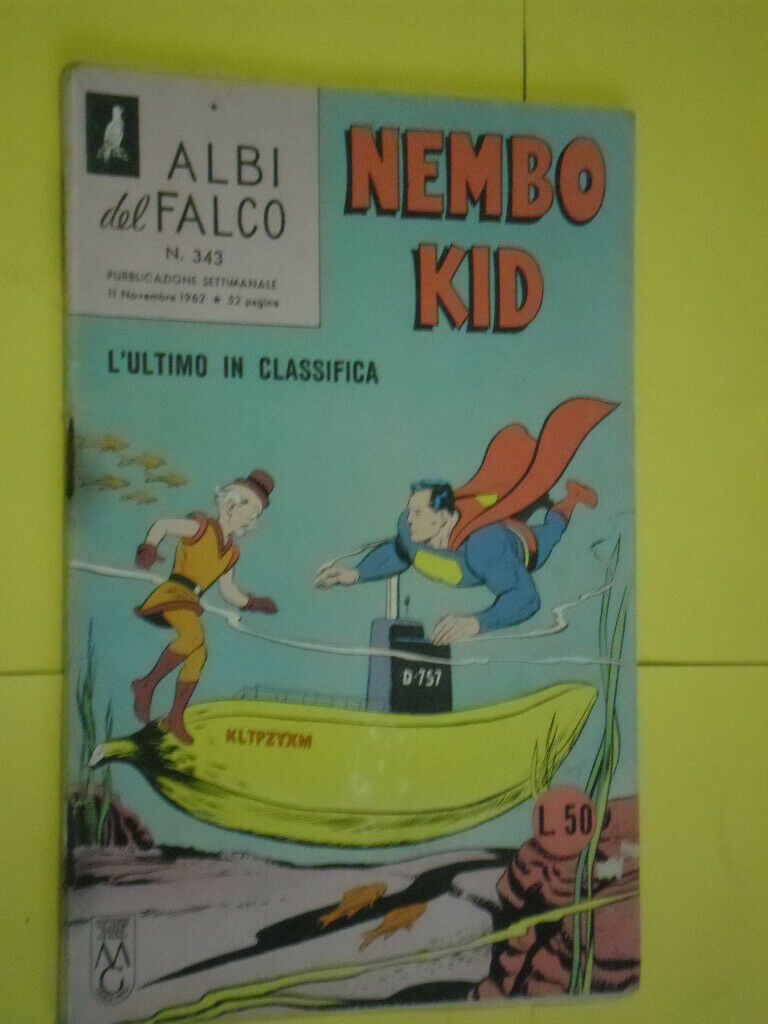 ALBI
del FALCO
N. 343
PUBBLICAZIONE SETTIMANALE
11 Novembre 1962 ★ 52 pagine
NEMBO
KID
L'ULTIMO IN CLASSIFICA
D-757
KLTPZYXM
L. 50